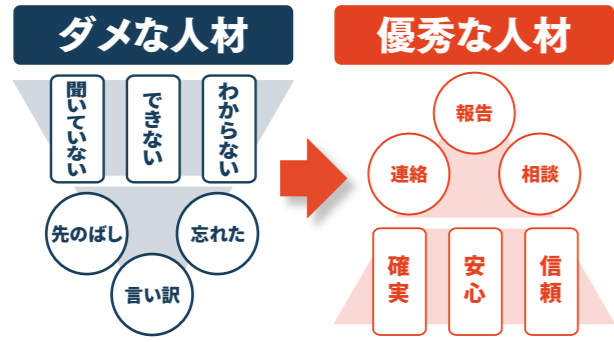 ダメな人材
聞いていない
できない
わからない
先のばし
忘れた
言い訳
優秀な人材
報告
連絡
相談
確実
安心
信頼